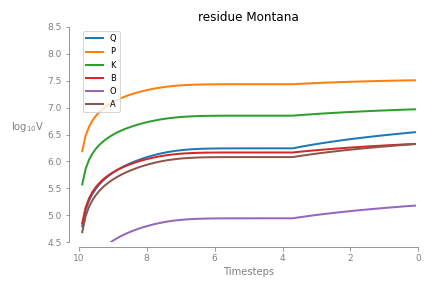 residue Montana
8.5
8.0
7.5
7.0
6.5
6.0
5.5
5.0
4.5
log₁₀V
Q
P
K
B
O
A
10 8 6 4 2 0
Timesteps